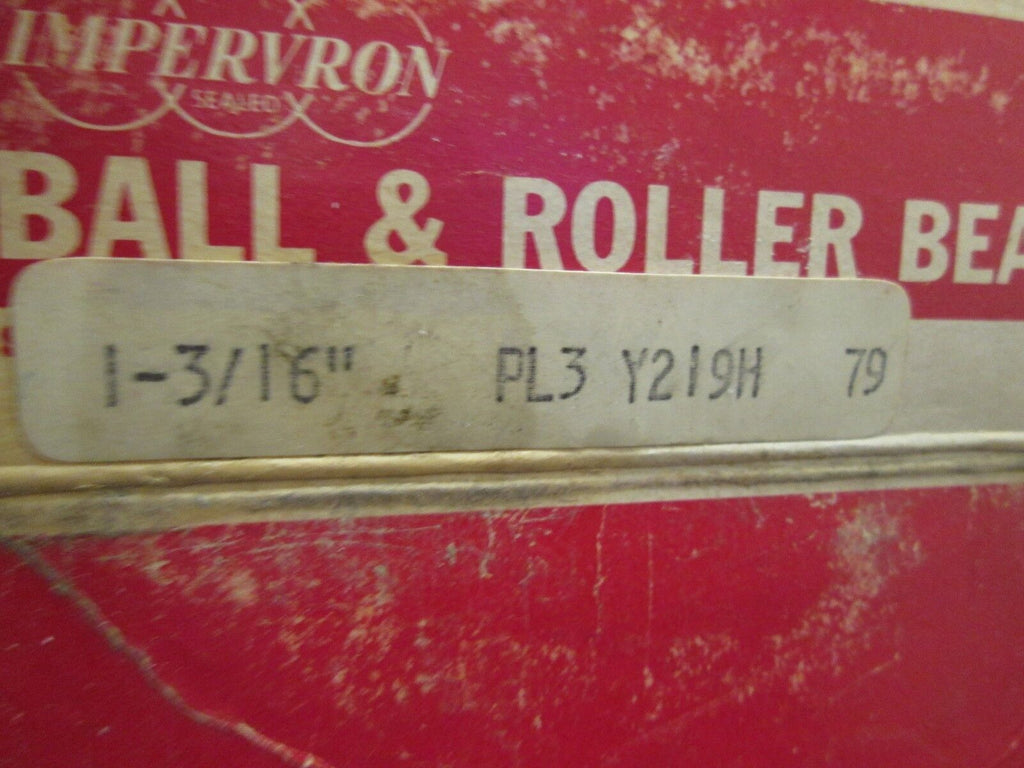 IMPERVRON
SEALED
BALL & ROLLER BEA
1-3/16" PL3 Y219H 79